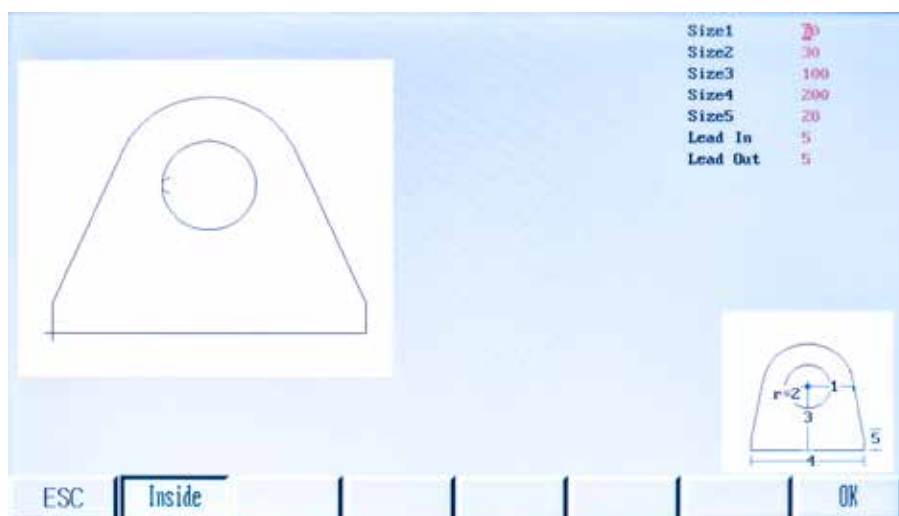 Size1
Size2 30
Size3 100
Size4 200
Size5 20
Lead In 5
Lead Out 5
r=2
1
3
5
4
ESC
Inside
OK